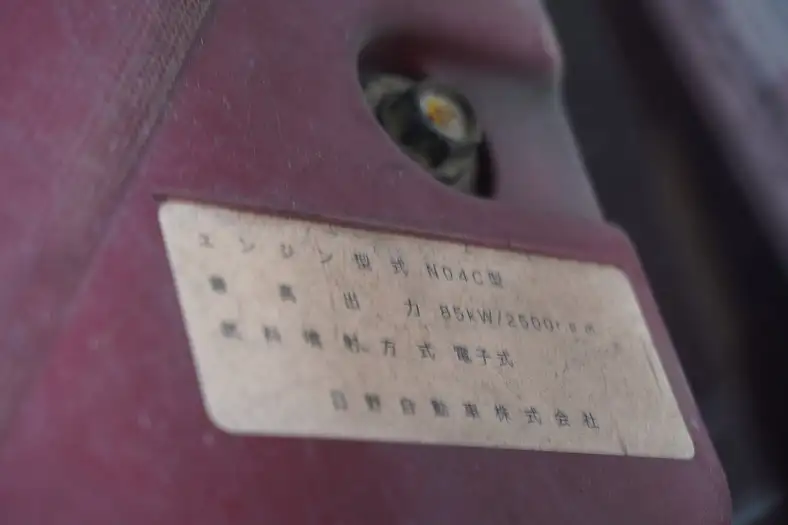 エンジン型式 N04C型
最高出力 85kW/2500rpm
燃料噴射方式 電子式
日野自動車株式会社